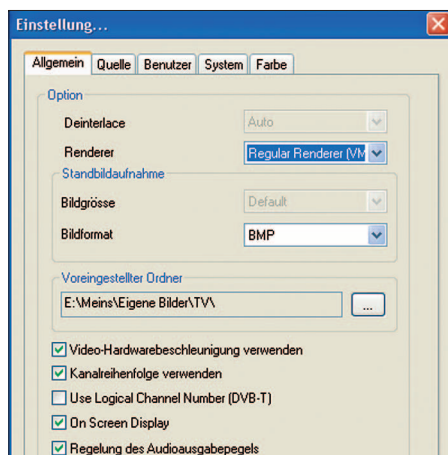 Einstellung...
Allgemein Quelle Benutzer System Farbe
Option
Deinterlace Auto
Renderer Regular Renderer (VM
Standbildaufnahme
Bildgrösse Default
Bildformat BMP
Voreingestellter Ordner
E:\Meins\Eigene Bilder\TV\ ...
Video-Hardwarebeschleunigung verwenden
Kanalreihenfolge verwenden
Use Logical Channel Number (DVB-T)
On Screen Display
Regelung des Audioausgabepegels